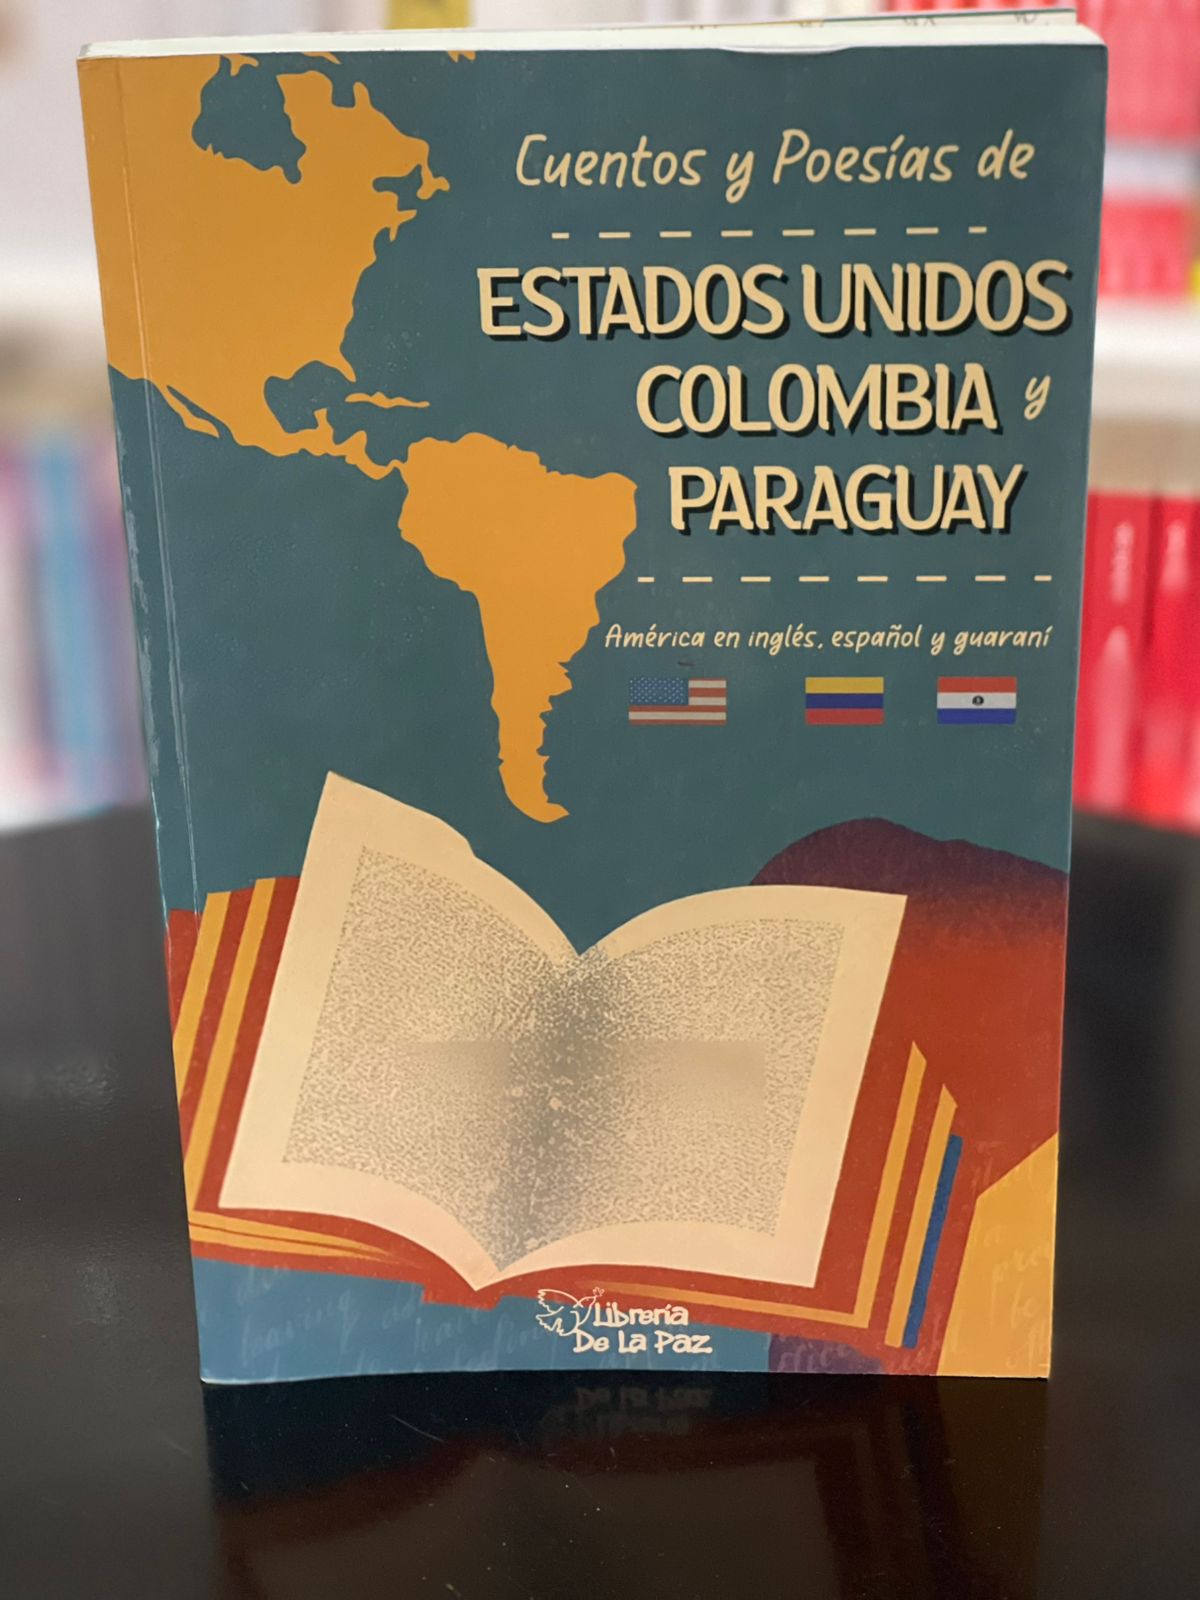 Cuentos y Poesías de
ESTADOS UNIDOS
COLOMBIA y
PARAGUAY
América en inglés, español y guaraní
Librería
De La Paz